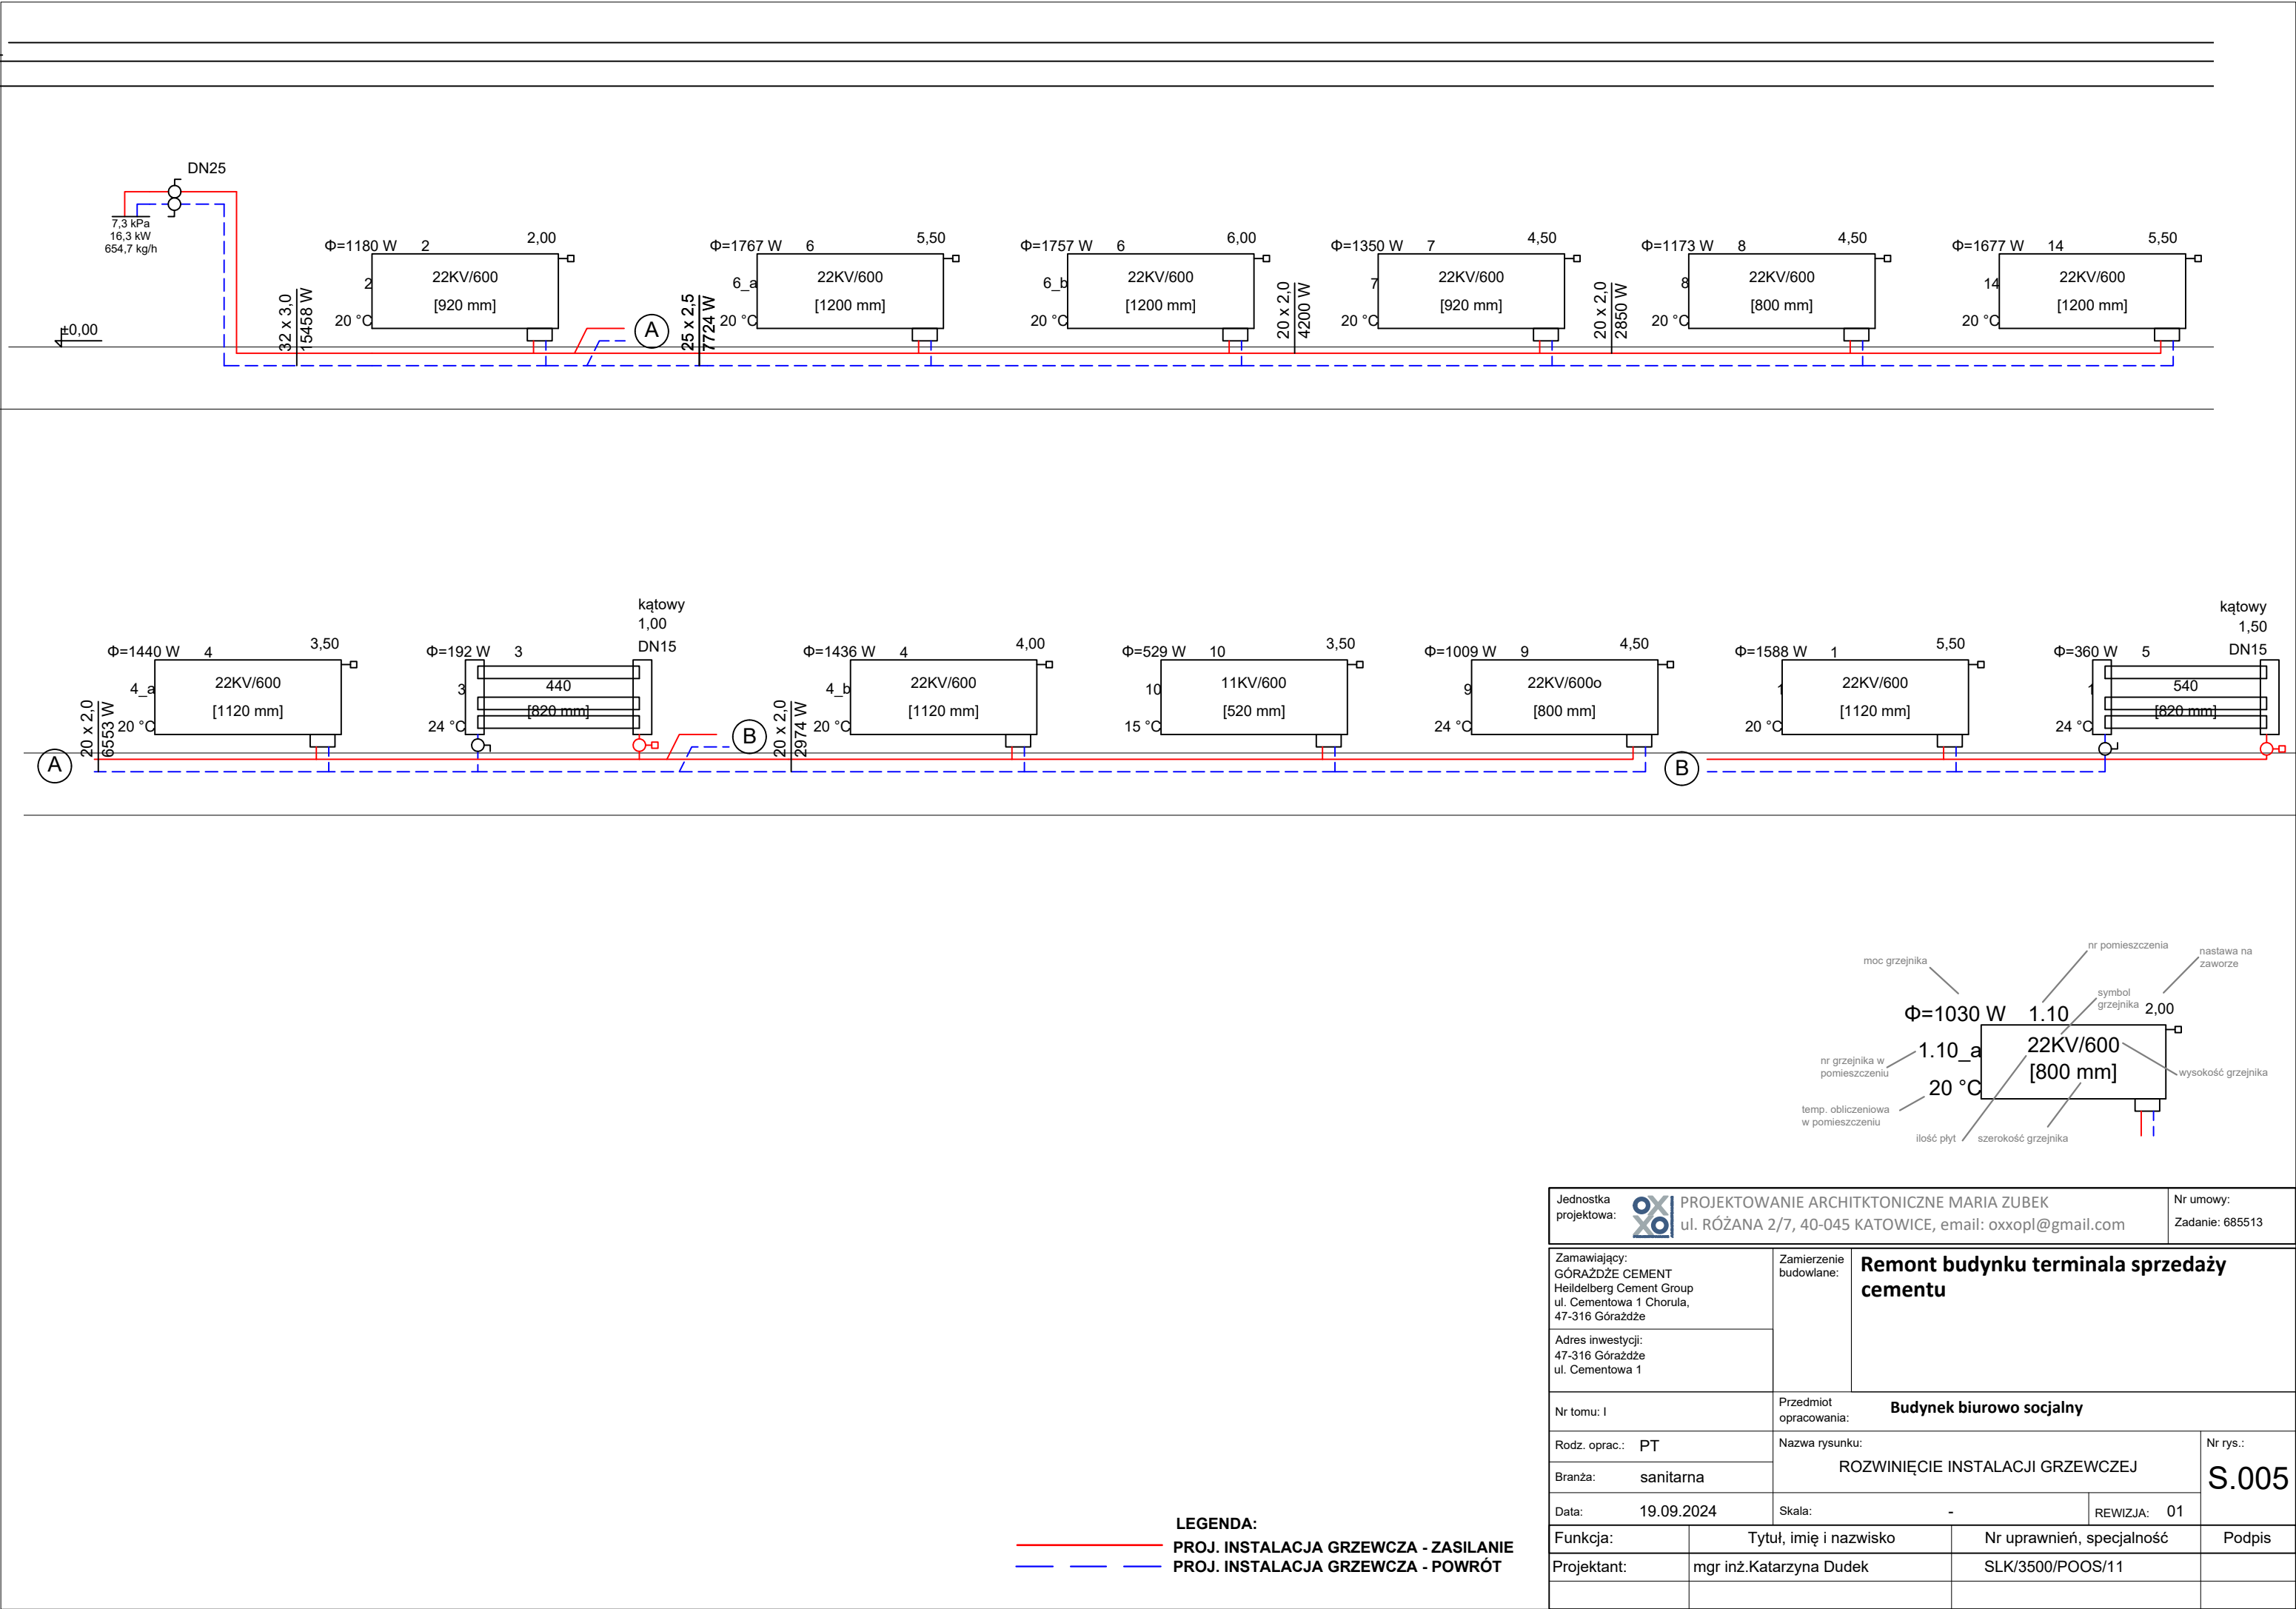 DN25
7,3 kPa
16,3 kW
654,7 kg/h
±0,00
32 x 3,0
15458 W
Φ=1180 W 2 2,00
2
22KV/600
[920 mm]
20 °C
A
25 x 2,5
7724 W
Φ=1767 W 6 5,50
6_a
22KV/600
[1200 mm]
20 °C
Φ=1757 W 6 6,00
6_b
22KV/600
[1200 mm]
20 °C
20 x 2,0
4200 W
Φ=1350 W 7 4,50
7
22KV/600
[920 mm]
20 °C
20 x 2,0
2850 W
Φ=1173 W 8 4,50
8
22KV/600
[800 mm]
20 °C
Φ=1677 W 14 5,50
14
22KV/600
[1200 mm]
20 °C
A
20 x 2,0
6553 W
Φ=1440 W 4 3,50
4_a
22KV/600
[1120 mm]
20 °C
kątowy
1,00
DN15
Φ=192 W 3
3
440
[820 mm]
24 °C
B
20 x 2,0
2974 W
Φ=1436 W 4 4,00
4_b
22KV/600
[1120 mm]
20 °C
Φ=529 W 10 3,50
10
11KV/600
[520 mm]
15 °C
Φ=1009 W 9 4,50
9
22KV/600o
[800 mm]
24 °C
B
Φ=1588 W 1 5,50
1
22KV/600
[1120 mm]
20 °C
kątowy
1,50
DN15
Φ=360 W 5
1
540
[820 mm]
24 °C
nr pomieszczenia
moc grzejnika
nastawa na
zaworze
symbol
grzejnika
Φ=1030 W 1.10 2,00
1.10_a
22KV/600
[800 mm]
20 °C
nr grzejnika w
pomieszczeniu
wysokość grzejnika
temp. obliczeniowa
w pomieszczeniu
ilość płyt
szerokość grzejnika
Jednostka
projektowa:
PROJEKTOWANIE ARCHITKTONICZNE MARIA ZUBEK
ul. RÓŻANA 2/7, 40-045 KATOWICE, email: oxxopl@gmail.com
Nr umowy:
Zadanie: 685513
Zamawiający:
GÓRAŻDŻE CEMENT
Heildelberg Cement Group
ul. Cementowa 1 Chorula,
47-316 Górażdże
Zamierzenie
budowlane:
Remont budynku terminala sprzedaży
cementu
Adres inwestycji:
47-316 Górażdże
ul. Cementowa 1
Nr tomu: I
Przedmiot
opracowania:
Budynek biurowo socjalny
Rodz. oprac.: PT
Nazwa rysunku:
ROZWINIĘCIE INSTALACJI GRZEWCZEJ
Nr rys.:
S.005
Branża: sanitarna
Data: 19.09.2024
Skala: -
REWIZJA: 01
Funkcja: Tytuł, imię i nazwisko Nr uprawnień, specjalność Podpis
Projektant: mgr inż.Katarzyna Dudek SLK/3500/POOS/11
LEGENDA:
PROJ. INSTALACJA GRZEWCZA - ZASILANIE
PROJ. INSTALACJA GRZEWCZA - POWRÓT